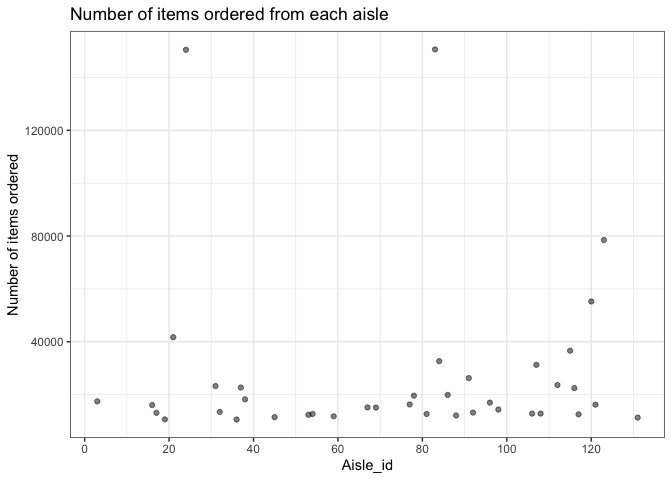 Number of items ordered from each aisle
Number of items ordered
120000
80000
40000
0 20 40 60 80 100 120
Aisle_id